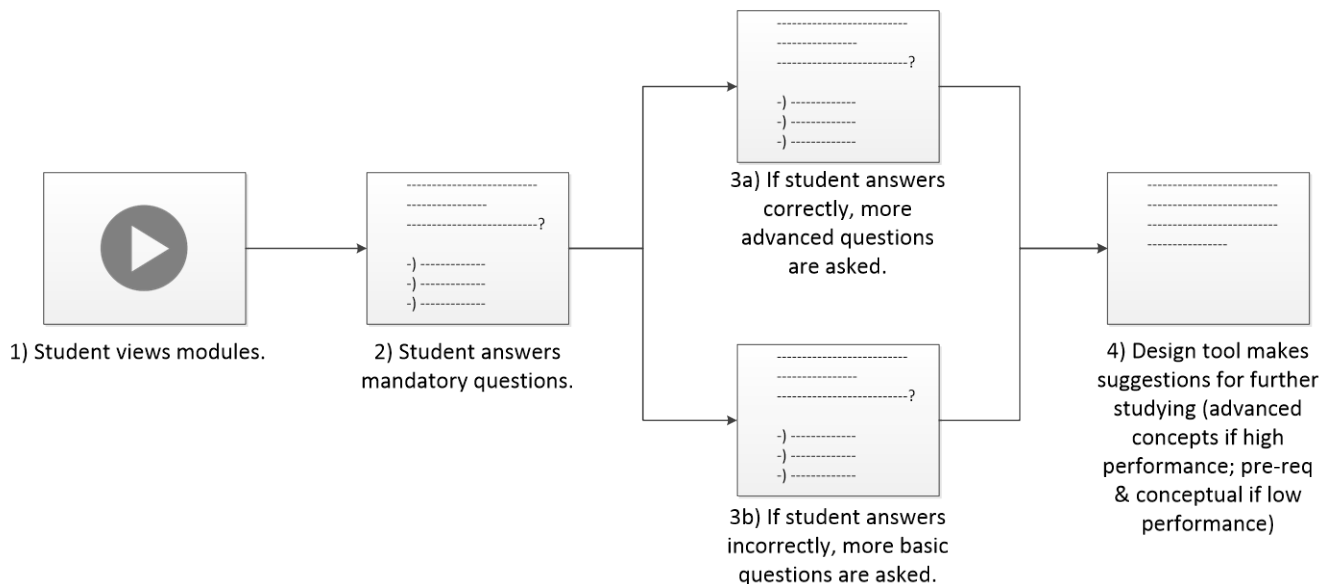 1) Student views modules.
?
-)
-)
-)
2) Student answers
mandatory questions.
?
-)
-)
-)
3a) If student answers
correctly, more
advanced questions
are asked.
?
-)
-)
-)
3b) If student answers
incorrectly, more basic
questions are asked.
4) Design tool makes
suggestions for further
studying (advanced
concepts if high
performance; pre-req
& conceptual if low
performance)